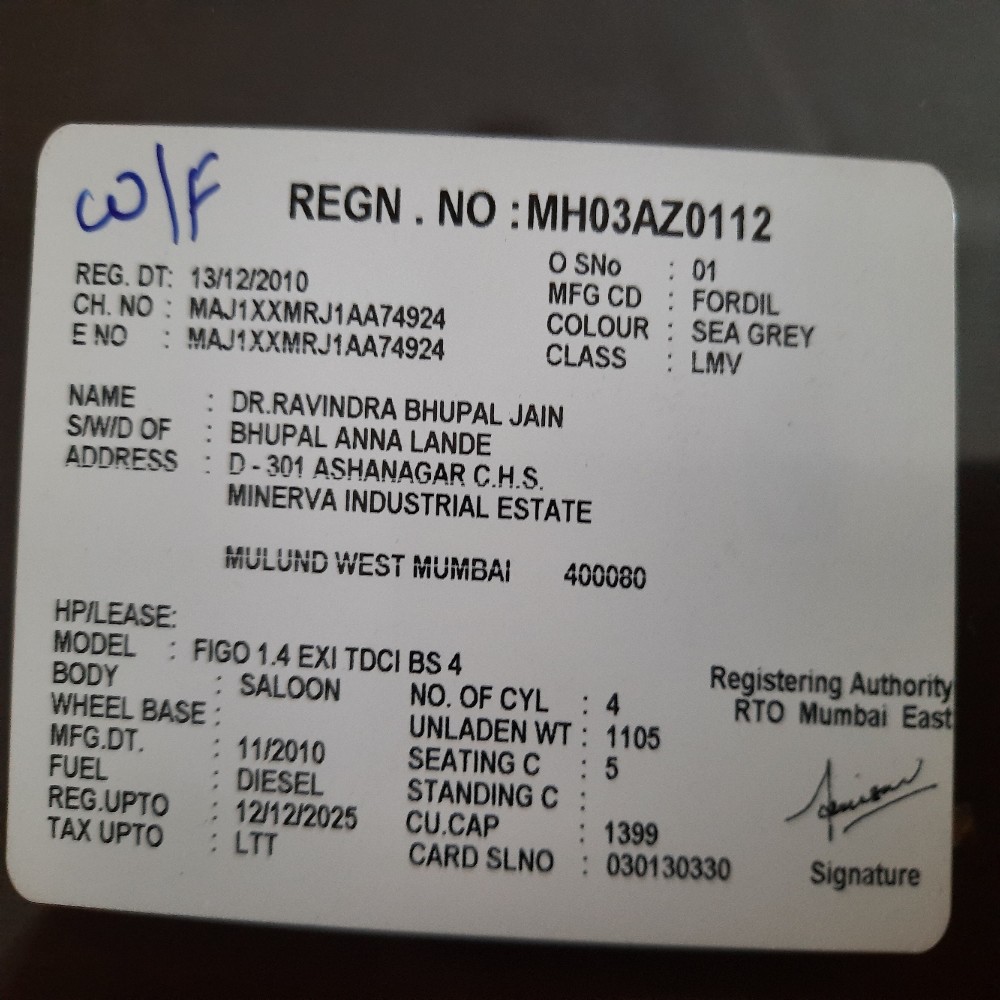 W/F
REGN . NO : MH03AZ0112
REG. DT: 13/12/2010
CH. NO : MAJ1XXMRJ1AA74924
E NO : MAJ1XXMRJ1AA74924
O SNo : 01
MFG CD : FORDIL
COLOUR : SEA GREY
CLASS : LMV
NAME : DR.RAVINDRA BHUPAL JAIN
S/W/D OF : BHUPAL ANNA LANDE
ADDRESS : D - 301 ASHANAGAR C.H.S.
MINERVA INDUSTRIAL ESTATE
MULUND WEST MUMBAI 400080
HP/LEASE:
MODEL : FIGO 1.4 EXI TDCI BS 4
BODY : SALOON
WHEEL BASE :
MFG.DT. : 11/2010
FUEL : DIESEL
REG.UPTO : 12/12/2025
TAX UPTO : LTT
NO. OF CYL : 4
UNLADEN WT : 1105
SEATING C : 5
STANDING C :
CU.CAP : 1399
CARD SLNO : 030130330
Registering Authority
RTO Mumbai East
Signature